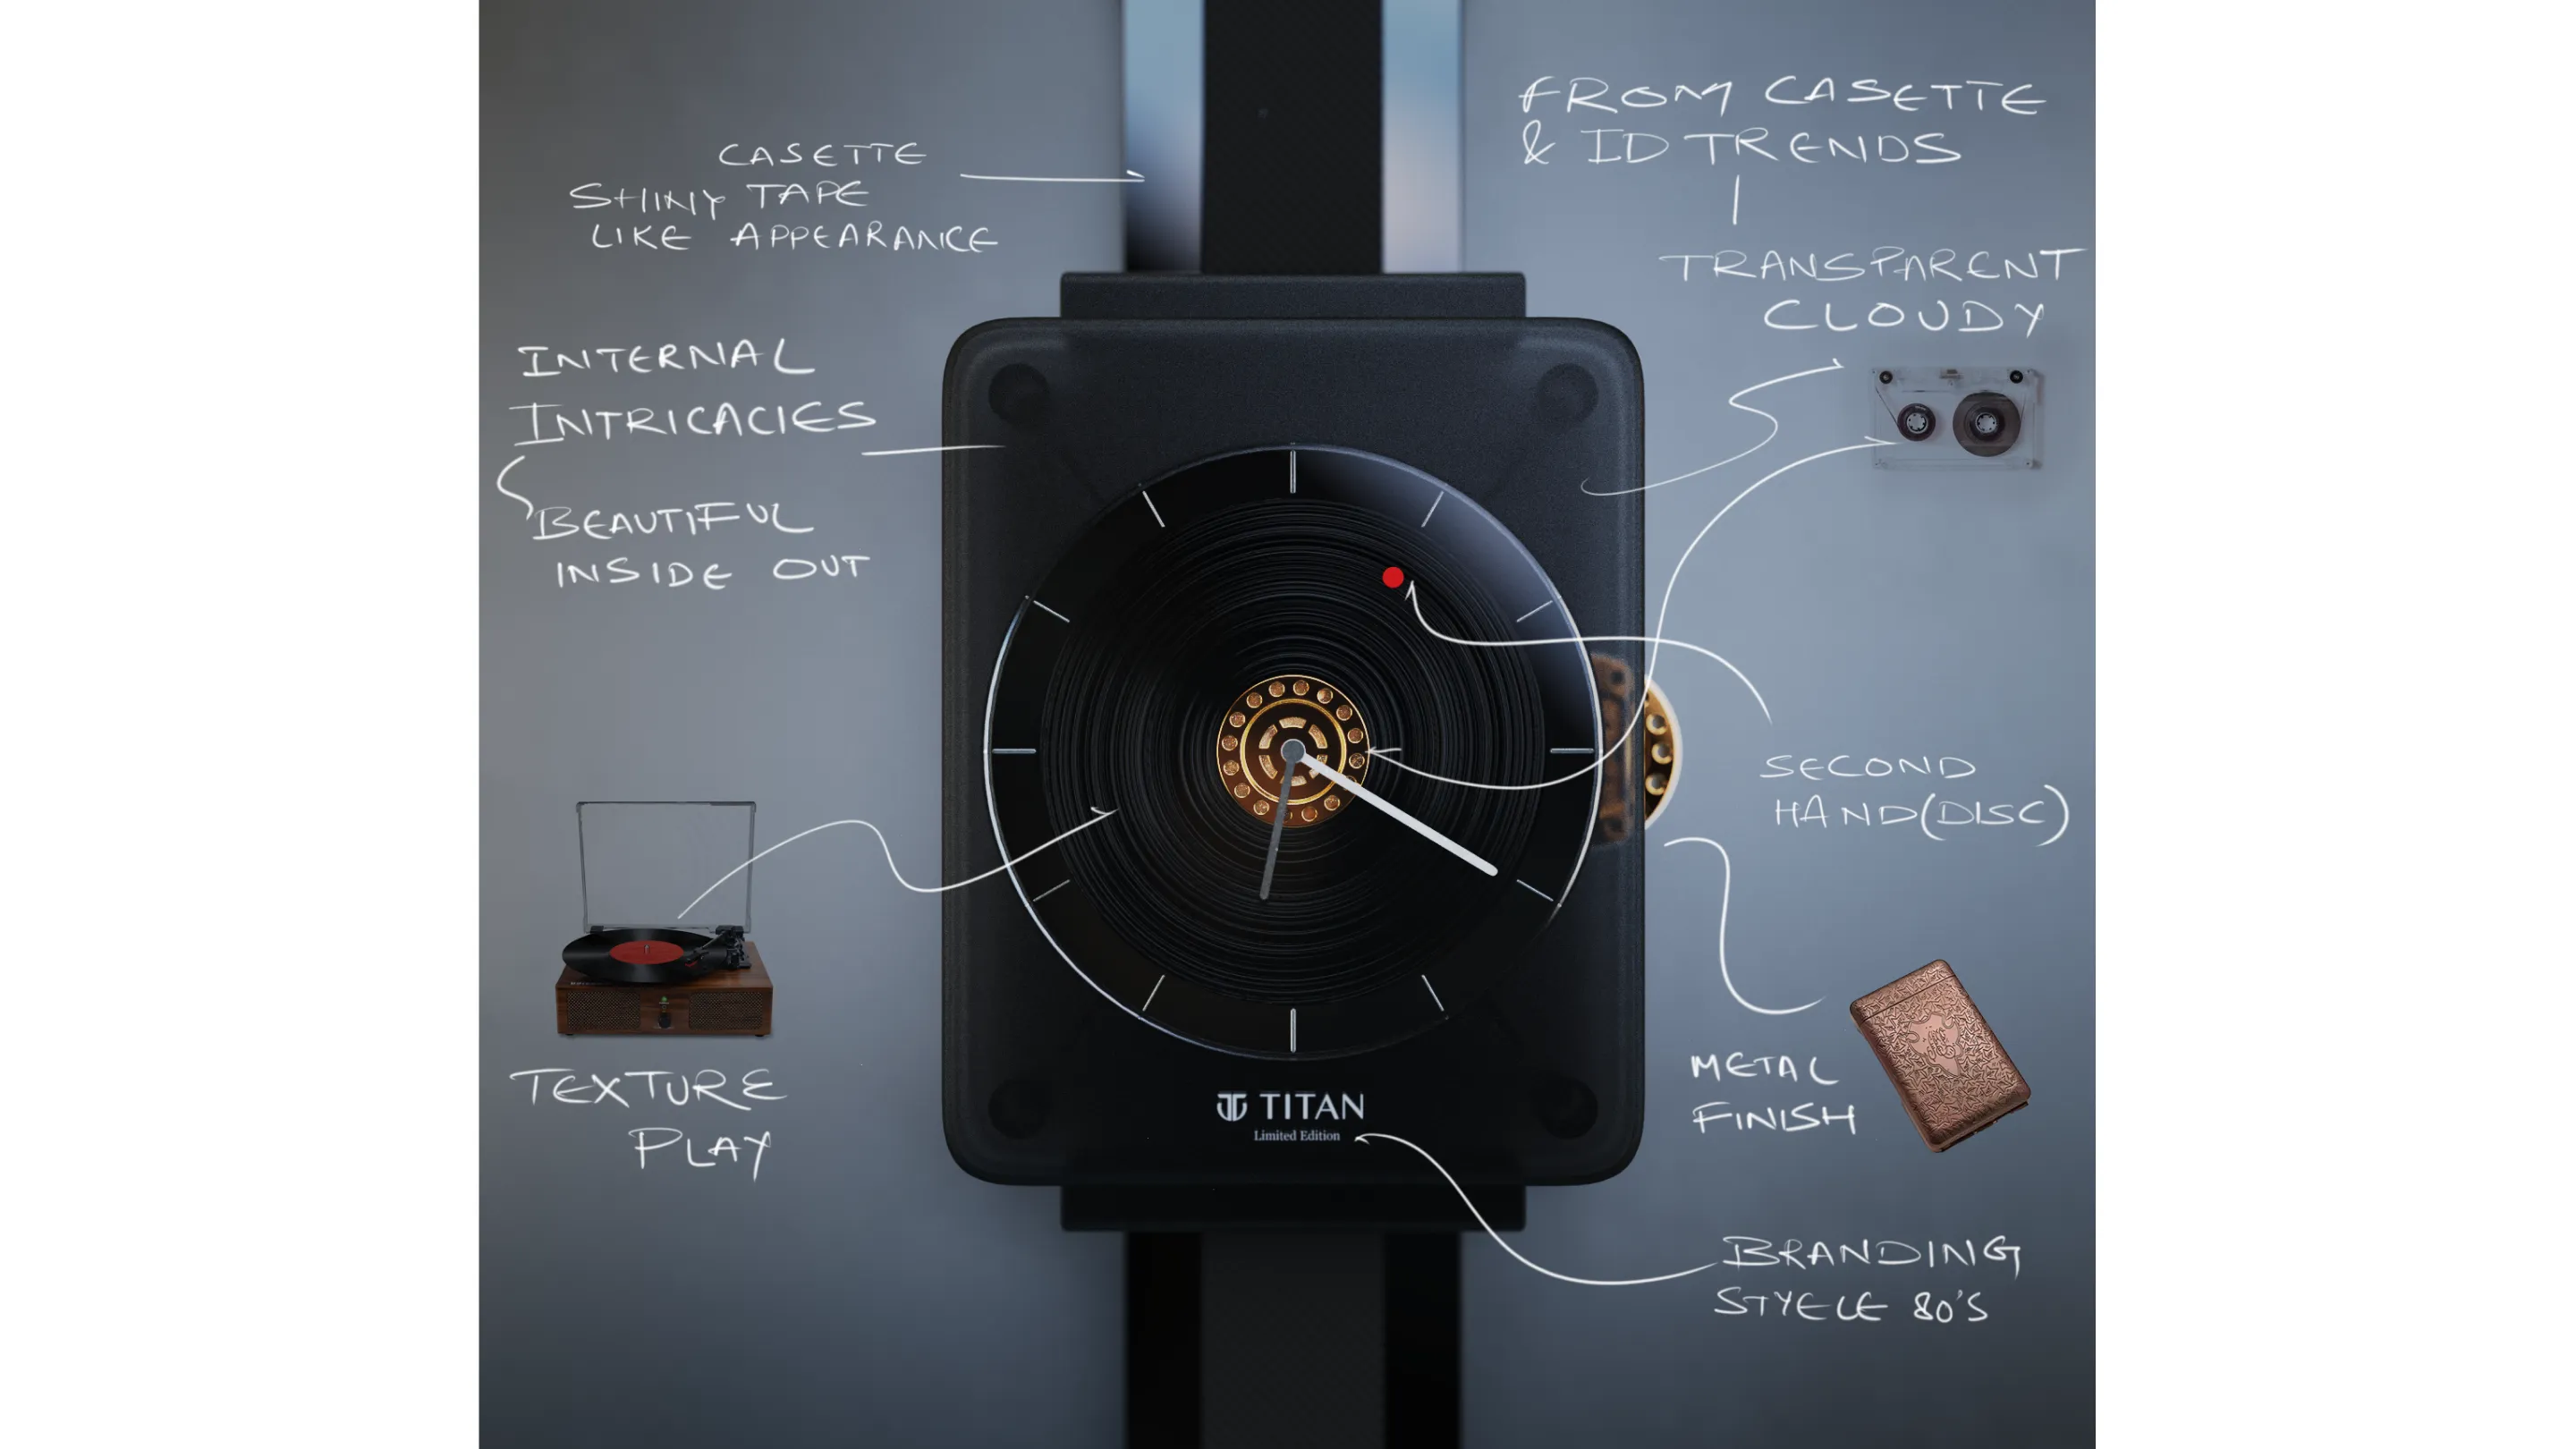 CASETTE
SHINY TAPE
LIKE APPEARANCE
FROM CASETTE
& ID TRENDS
TRANSPARENT
CLOUDY
INTERNAL
INTRICACIES
BEAUTIFUL
INSIDE OUT
SECOND
HAND(DISC)
TEXTURE
PLAY
METAL
FINISH
TITAN
Limited Edition
BRANDING
STYELE 80'S